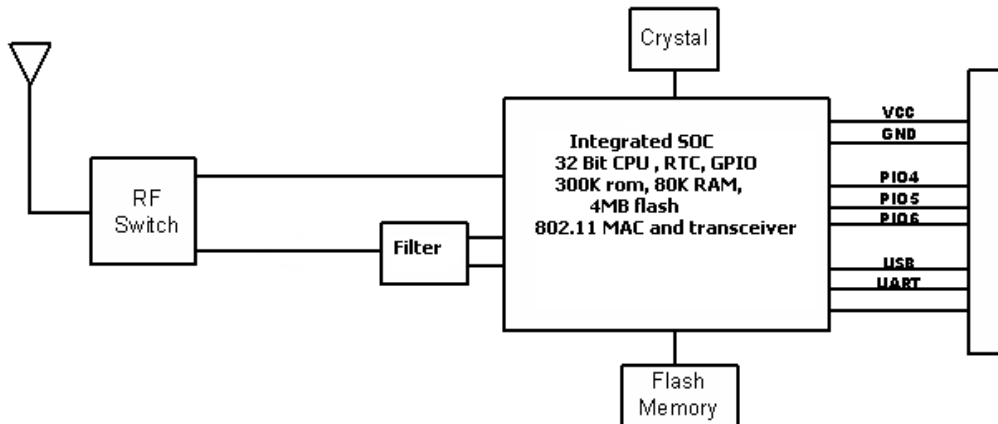 Crystal
Integrated SOC
32 Bit CPU , RTC, GPIO
300K rom, 80K RAM,
4MB flash
802.11 MAC and transceiver
RF
Switch
Filter
VCC
GND
PIO4
PIO5
PIO6
USB
UART
Flash
Memory